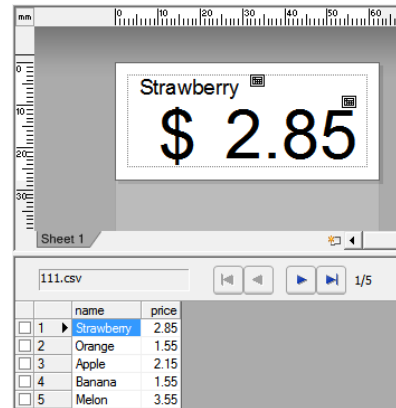 mm
0 10 20 30 40 50 60
0
10
20
30
Strawberry
$ 2.85
Sheet 1
111.csv
1/5
name price
1 Strawberry 2.85
2 Orange 1.55
3 Apple 2.15
4 Banana 1.55
5 Melon 3.55